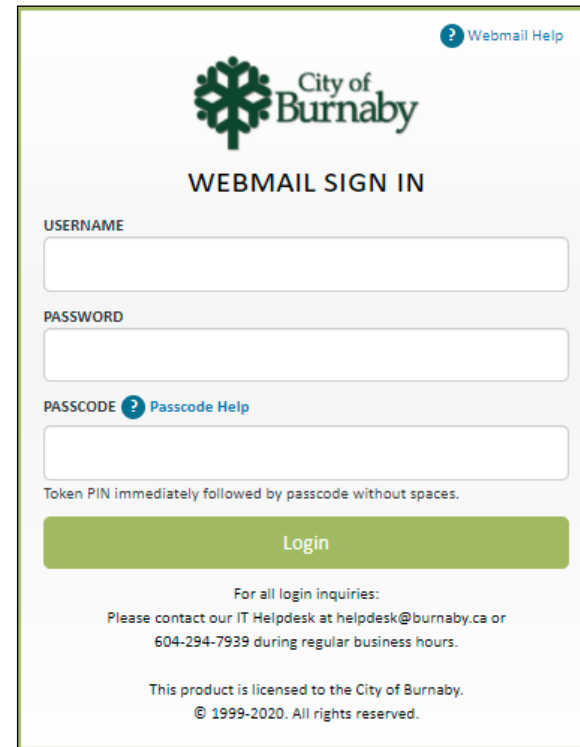 Webmail Help
City of
Burnaby
WEBMAIL SIGN IN
USERNAME
PASSWORD
PASSCODE ? Passcode Help
Token PIN immediately followed by passcode without spaces.
Login
For all login inquiries:
Please contact our IT Helpdesk at helpdesk@burnaby.ca or
604-294-7939 during regular business hours.
This product is licensed to the City of Burnaby.
© 1999-2020. All rights reserved.